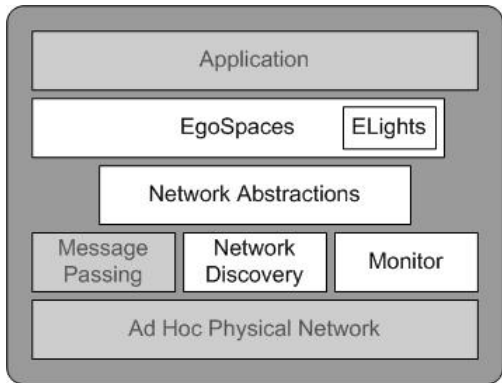 Application
EgoSpaces
ELights
Network Abstractions
Message
Passing
Network
Discovery
Monitor
Ad Hoc Physical Network